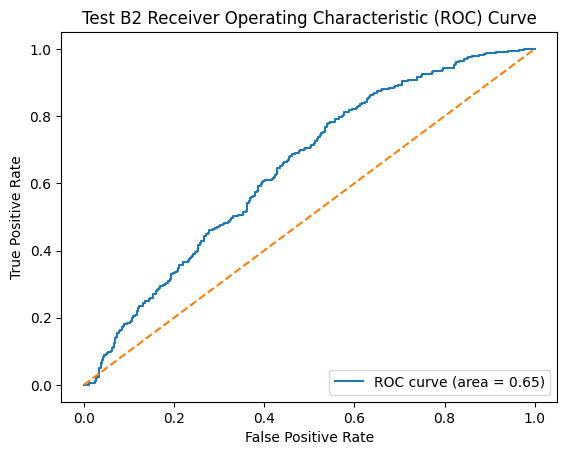 Test B2 Receiver Operating Characteristic (ROC) Curve
True Positive Rate
1.0
0.8
0.6
0.4
0.2
0.0
ROC curve (area = 0.65)
0.0 0.2 0.4 0.6 0.8 1.0
False Positive Rate